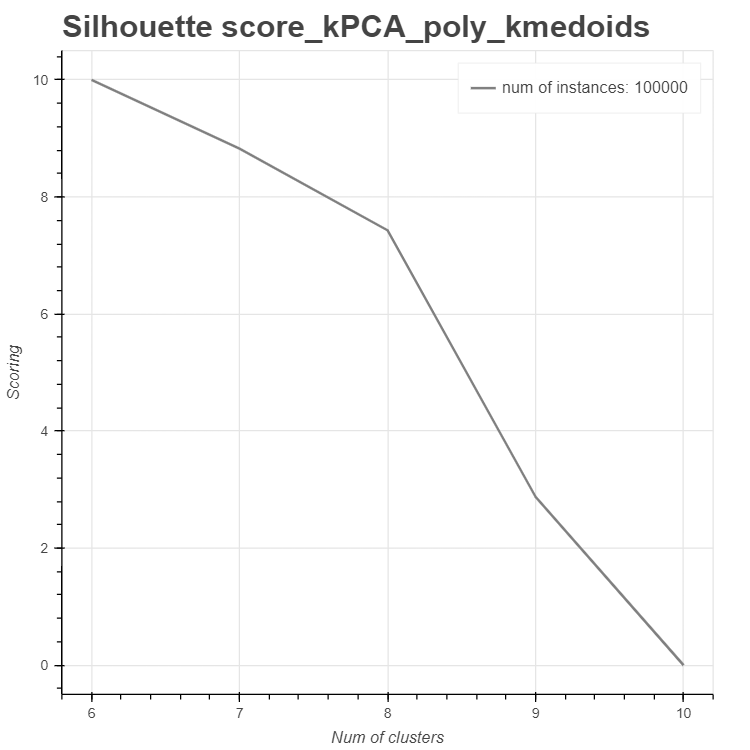 Silhouette score_kPCA_poly_kmedoids
num of instances: 100000
10
8
6
4
2
0
Scoring
6 7 8 9 10
Num of clusters